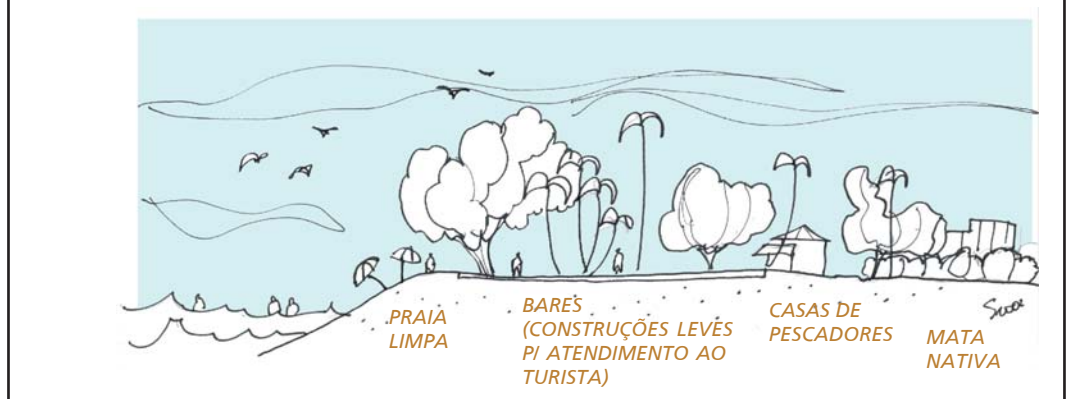 PRAIA
LIMPA
BARES
(CONSTRUÇÕES LEVES
P/ ATENDIMENTO AO
TURISTA)
CASAS DE
PESCADORES
MATA
NATIVA